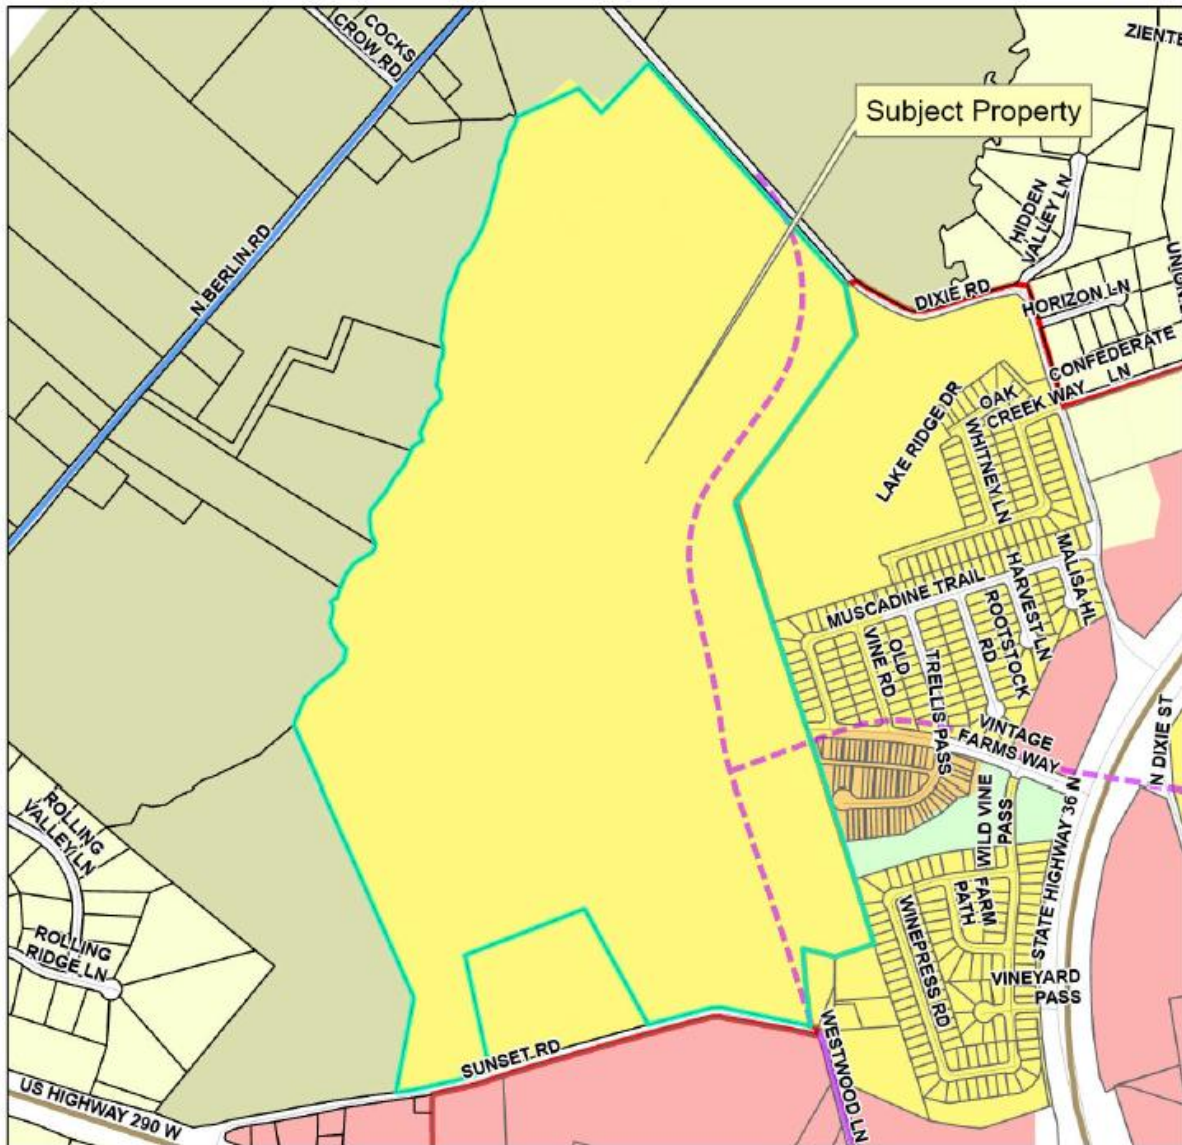 COCKS
CROW RD
ZIENTE
Subject Property
N BERLIN RD
HIDDEN
VALLEY LN
DIXIE RD
HORIZON LN
CONFEDERATE
LN
LAKE RIDGE DR
OAK
CREEK WAY
WHITNEY LN
MUSCADINE TRAIL
MALISA HL
HARVEST LN
ROOTSTOCK
RD
OLD
VINE RD
TRELLIS PASS
VINTAGE
FARMS WAY
N DIXIE ST
WILD VINE
PASS
STATE HIGHWAY 36 N
FARM
PATH
WINEPRESS RD
VINEYARD
PASS
ROLLING
VALLEY LN
ROLLING
RIDGE LN
SUNSET RD
WESTWOOD LN
US HIGHWAY 290 W